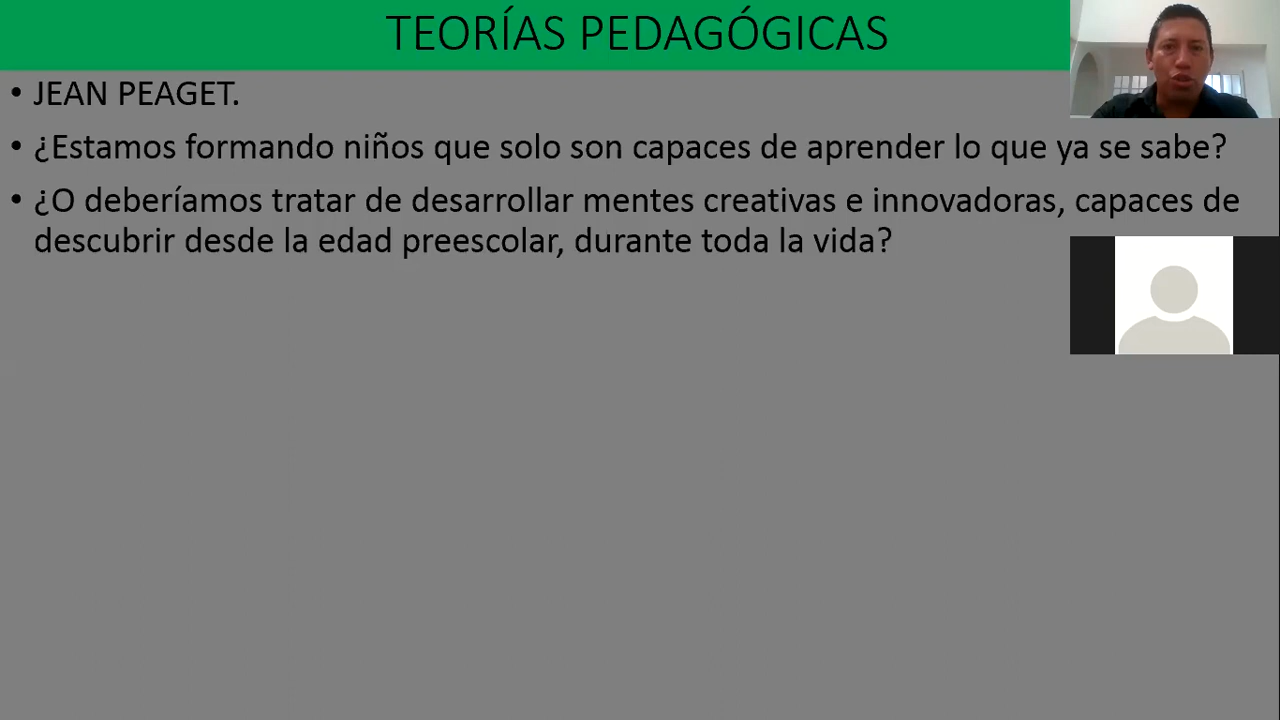 TEORÍAS PEDAGÓGICAS
• JEAN PEAGET.
• ¿Estamos formando niños que solo son capaces de aprender lo que ya se sabe?
• ¿O deberíamos tratar de desarrollar mentes creativas e innovadoras, capaces de
descubrir desde la edad preescolar, durante toda la vida?